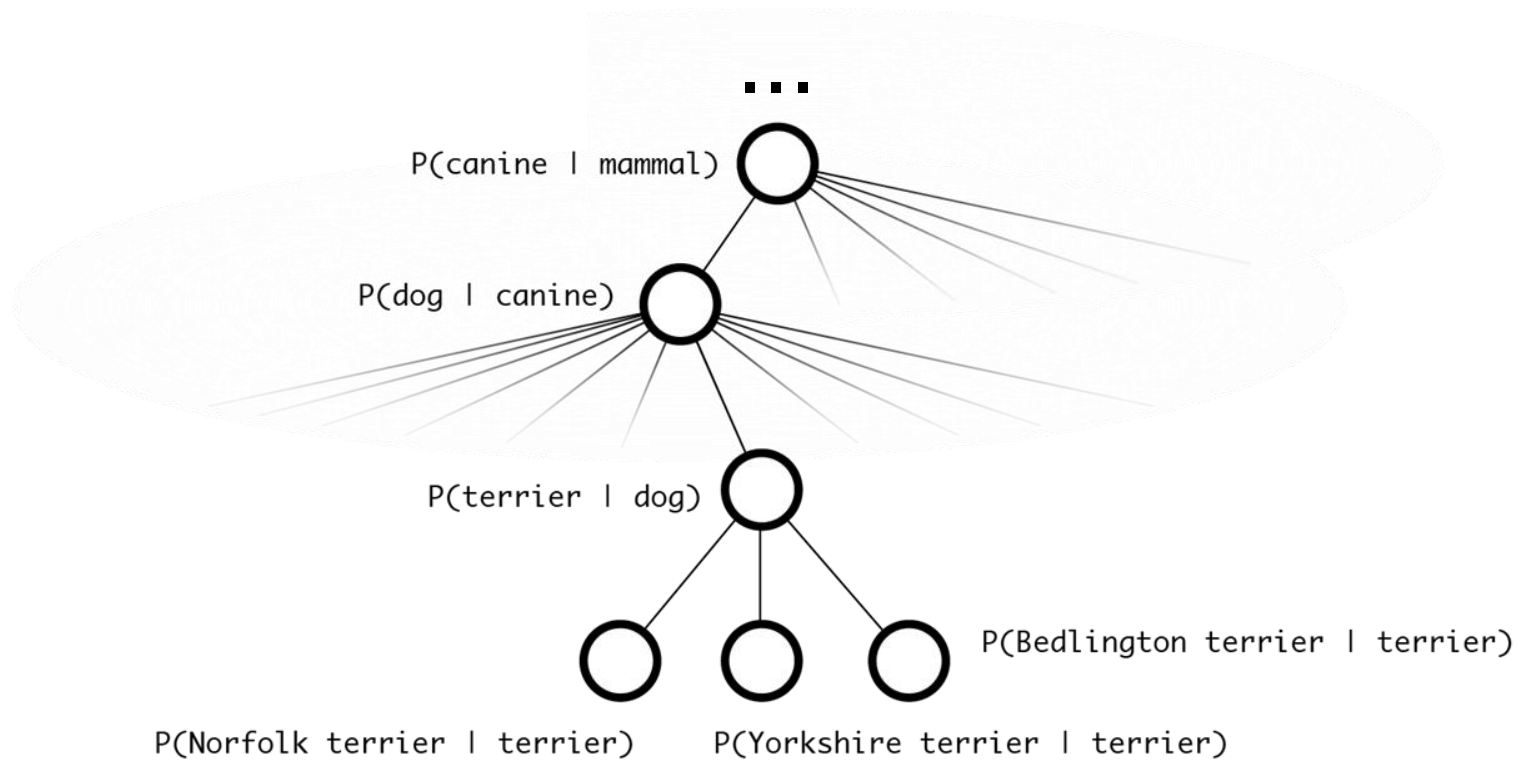 ...
P(canine | mammal)
P(dog | canine)
P(terrier | dog)
P(Bedlington terrier | terrier)
P(Norfolk terrier | terrier)
P(Yorkshire terrier | terrier)